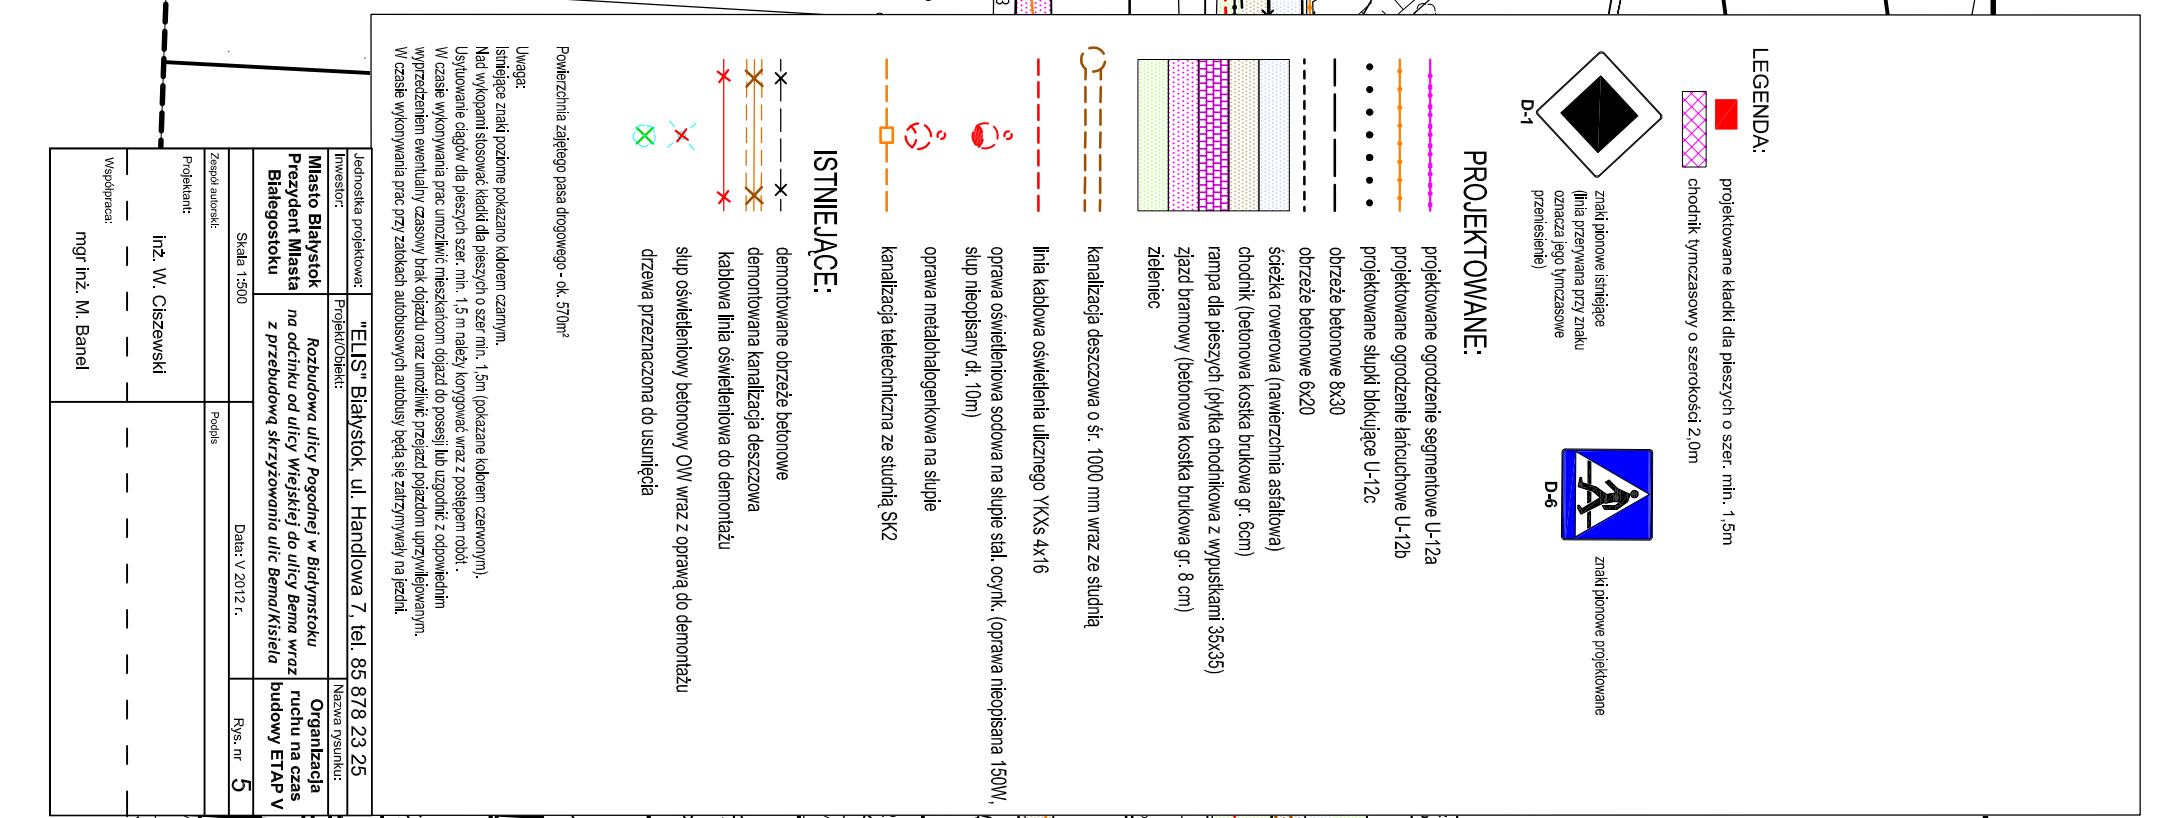 LEGENDA:
projektowane kładki dla pieszych o szer. min. 1,5m
chodnik tymczasowy o szerokości 2,0m
D-1
znaki pionowe istniejące
(linia przerywana przy znaku
oznacza jego tymczasowe
przeniesienie)
D-6
znaki pionowe projektowane
PROJEKTOWANE:
projektowane ogrodzenie segmentowe U-12a
projektowane ogrodzenie łańcuchowe U-12b
projektowane słupki blokujące U-12c
obrzeże betonowe 8x30
obrzeże betonowe 6x20
ścieżka rowerowa (nawierzchnia asfaltowa)
chodnik (betonowa kostka brukowa gr. 6cm)
rampa dla pieszych (płytka chodnikowa z wypustkami 35x35)
zjazd bramowy (betonowa kostka brukowa gr. 8 cm)
zieleniec
kanalizacja deszczowa o śr. 1000 mm wraz ze studnią
linia kablowa oświetlenia ulicznego YKXs 4x16
oprawa oświetleniowa sodowa na słupie stal. ocynk. (oprawa nieopisana 150W,
słup nieopisany dł. 10m)
oprawa metalohalogenkowa na słupie
kanalizacja teletechniczna ze studnią SK2
ISTNIEJĄCE:
demontowane obrzeże betonowe
demontowana kanalizacja deszczowa
kablowa linia oświetleniowa do demontażu
słup oświetleniowy betonowy OW wraz z oprawą do demontażu
drzewa przeznaczona do usunięcia
Powierzchnia zajętego pasa drogowego - ok. 570m²
Uwaga:
Istniejące znaki poziome pokazano kolorem czarnym.
Nad wykopami stosować kładki dla pieszych o szer min. 1,5m (pokazane kolorem czerwonym).
Usytuowanie ciągów dla pieszych szer. min. 1,5 m należy korygować wraz z postępem robót .
W czasie wykonywania prac umożliwić mieszkańcom dojazd do posesji lub uzgodnić z odpowiednim
wyprzedzeniem ewentualny czasowy brak dojazdu oraz umożliwić przejazd pojazdom uprzywilejowanym.
W czasie wykonywania prac przy zatokach autobusowych autobusy będą się zatrzymywały na jezdni.
Jednostka projektowa:
"ELIS" Białystok, ul. Handlowa 7, tel. 85 878 23 25
Inwestor:
Miasto Białystok
Prezydent Miasta
Białegostoku
Projekt/Obiekt:
Rozbudowa ulicy Pogodnej w Białymstoku
na odcinku od ulicy Wiejskiej do ulicy Bema wraz
z przebudową skrzyżowania ulic Bema/Kisiela
Nazwa rysunku:
Organizacja
ruchu na czas
budowy ETAP V
Skala 1:500
Data: V 2012 r.
Rys. nr 5
Zespół autorski:
Podpis
Projektant:
inż. W. Ciszewski
Współpraca:
mgr inż. M. Banel